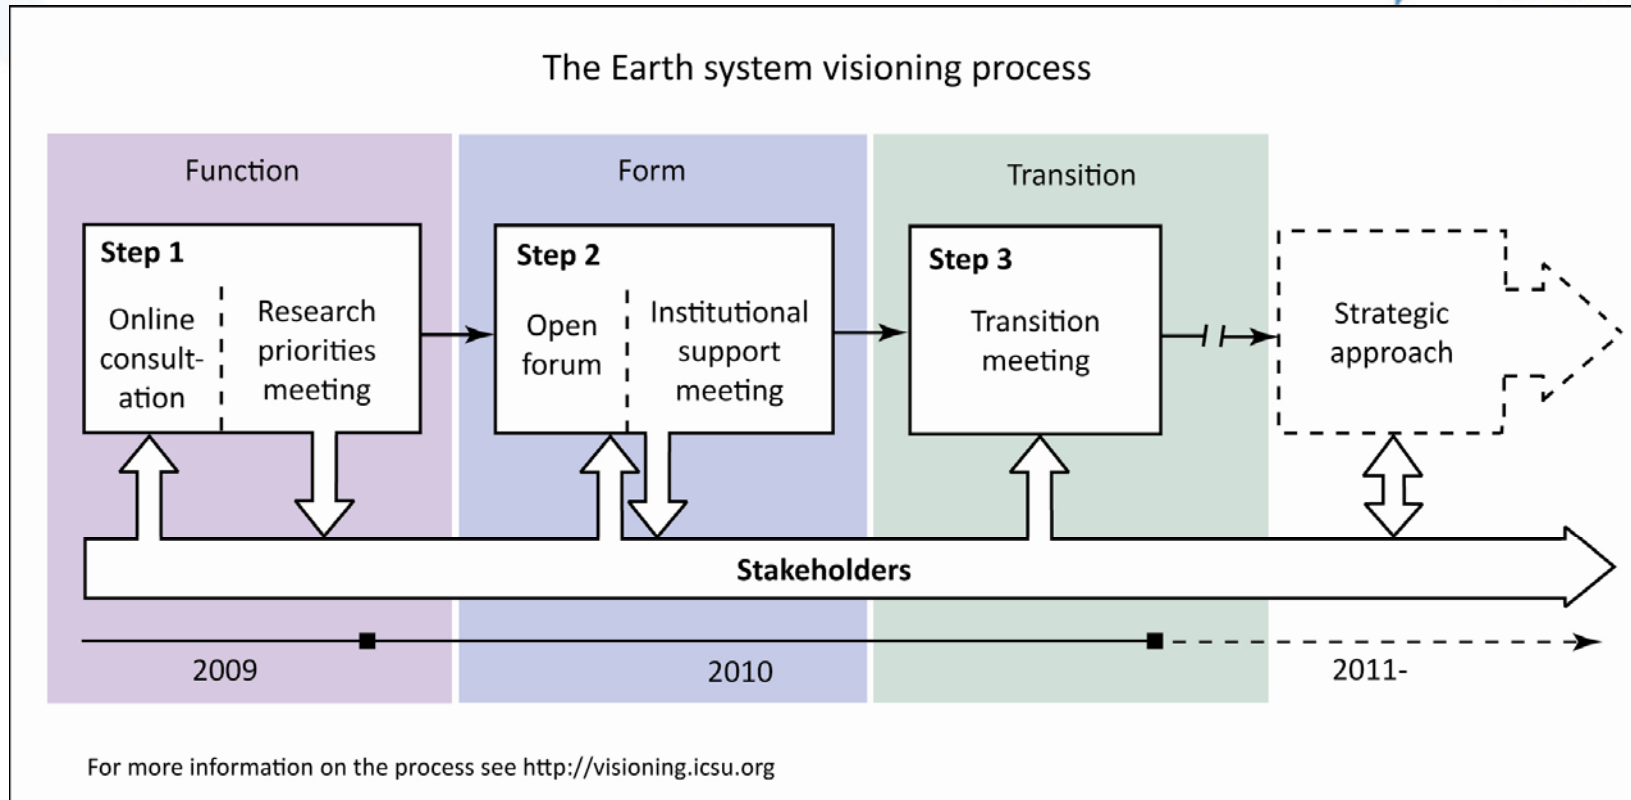 The Earth system visioning process
Function
Form
Transition
Step 1
Online
consult-
ation
Research
priorities
meeting
Step 2
Open
forum
Institutional
support
meeting
Step 3
Transition
meeting
Strategic
approach
Stakeholders
2009
2010
2011-
For more information on the process see http://visioning.icsu.org